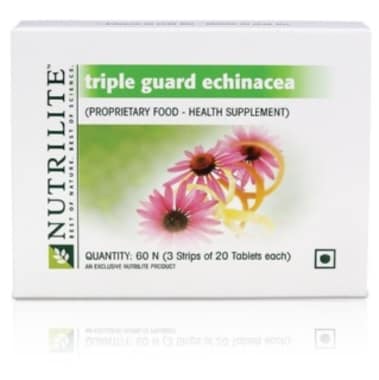 NUTRILITE
BEST OF NATURE. BEST OF SCIENCE.
triple guard echinacea
(PROPRIETARY FOOD - HEALTH SUPPLEMENT)
QUANTITY: 60 N (3 Strips of 20 Tablets each)
AN EXCLUSIVE NUTRILITE PRODUCT